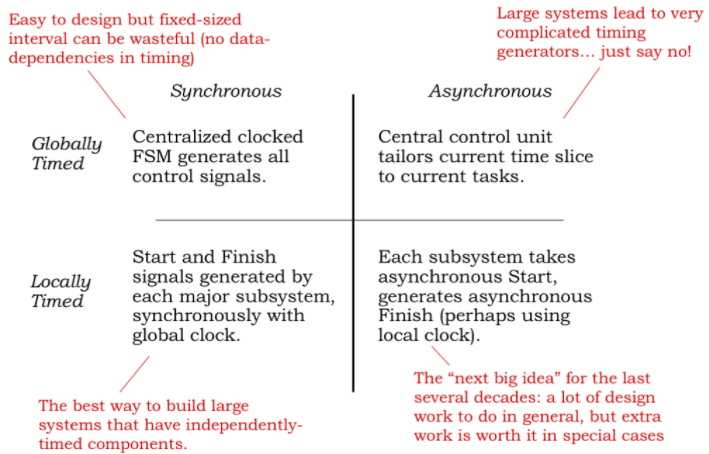 Easy to design but fixed-sized
interval can be wasteful (no data-
dependencies in timing)
Large systems lead to very
complicated timing
generators... just say no!
Synchronous
Asynchronous
Globally
Timed
Centralized clocked
FSM generates all
control signals.
Central control unit
tailors current time slice
to current tasks.
Locally
Timed
Start and Finish
signals generated by
each major subsystem,
synchronously with
global clock.
Each subsystem takes
asynchronous Start,
generates asynchronous
Finish (perhaps using
local clock).
The best way to build large
systems that have independently-
timed components.
The “next big idea” for the last
several decades: a lot of design
work to do in general, but extra
work is worth it in special cases